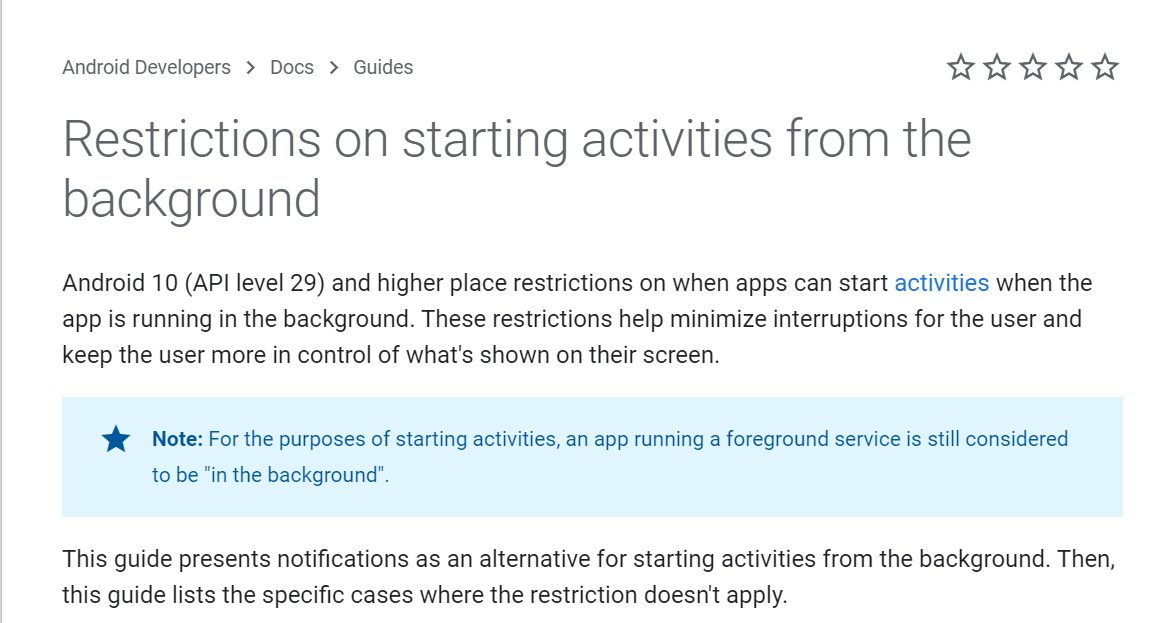 Android Developers > Docs > Guides
Restrictions on starting activities from the
background
Android 10 (API level 29) and higher place restrictions on when apps can start activities when the
app is running in the background. These restrictions help minimize interruptions for the user and
keep the user more in control of what's shown on their screen.
Note: For the purposes of starting activities, an app running a foreground service is still considered
to be "in the background".
This guide presents notifications as an alternative for starting activities from the background. Then,
this guide lists the specific cases where the restriction doesn't apply.